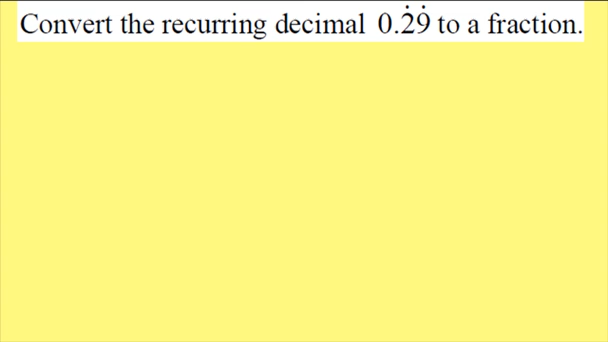 Convert the recurring decimal 0.2̇9̇ to a fraction.